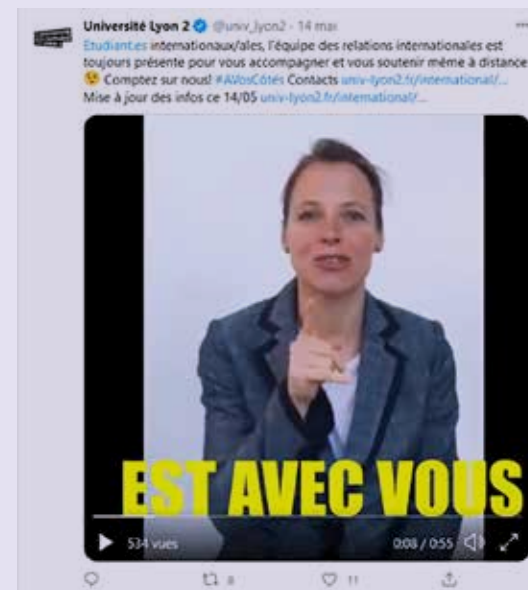 Université Lyon 2 @univ_lyon2 · 14 mai
Etudiant.es internationaux/ales, l'équipe des relations internationales est
toujours présente pour vous accompagner et vous soutenir même à distance
😉 Comptez sur nous! #AVosCôtés Contacts univ-lyon2.fr/international/...
Mise à jour des infos ce 14/05 univ-lyon2.fr/international/...
EST AVEC VOUS
534 vues 0:08 / 0:55
8 11